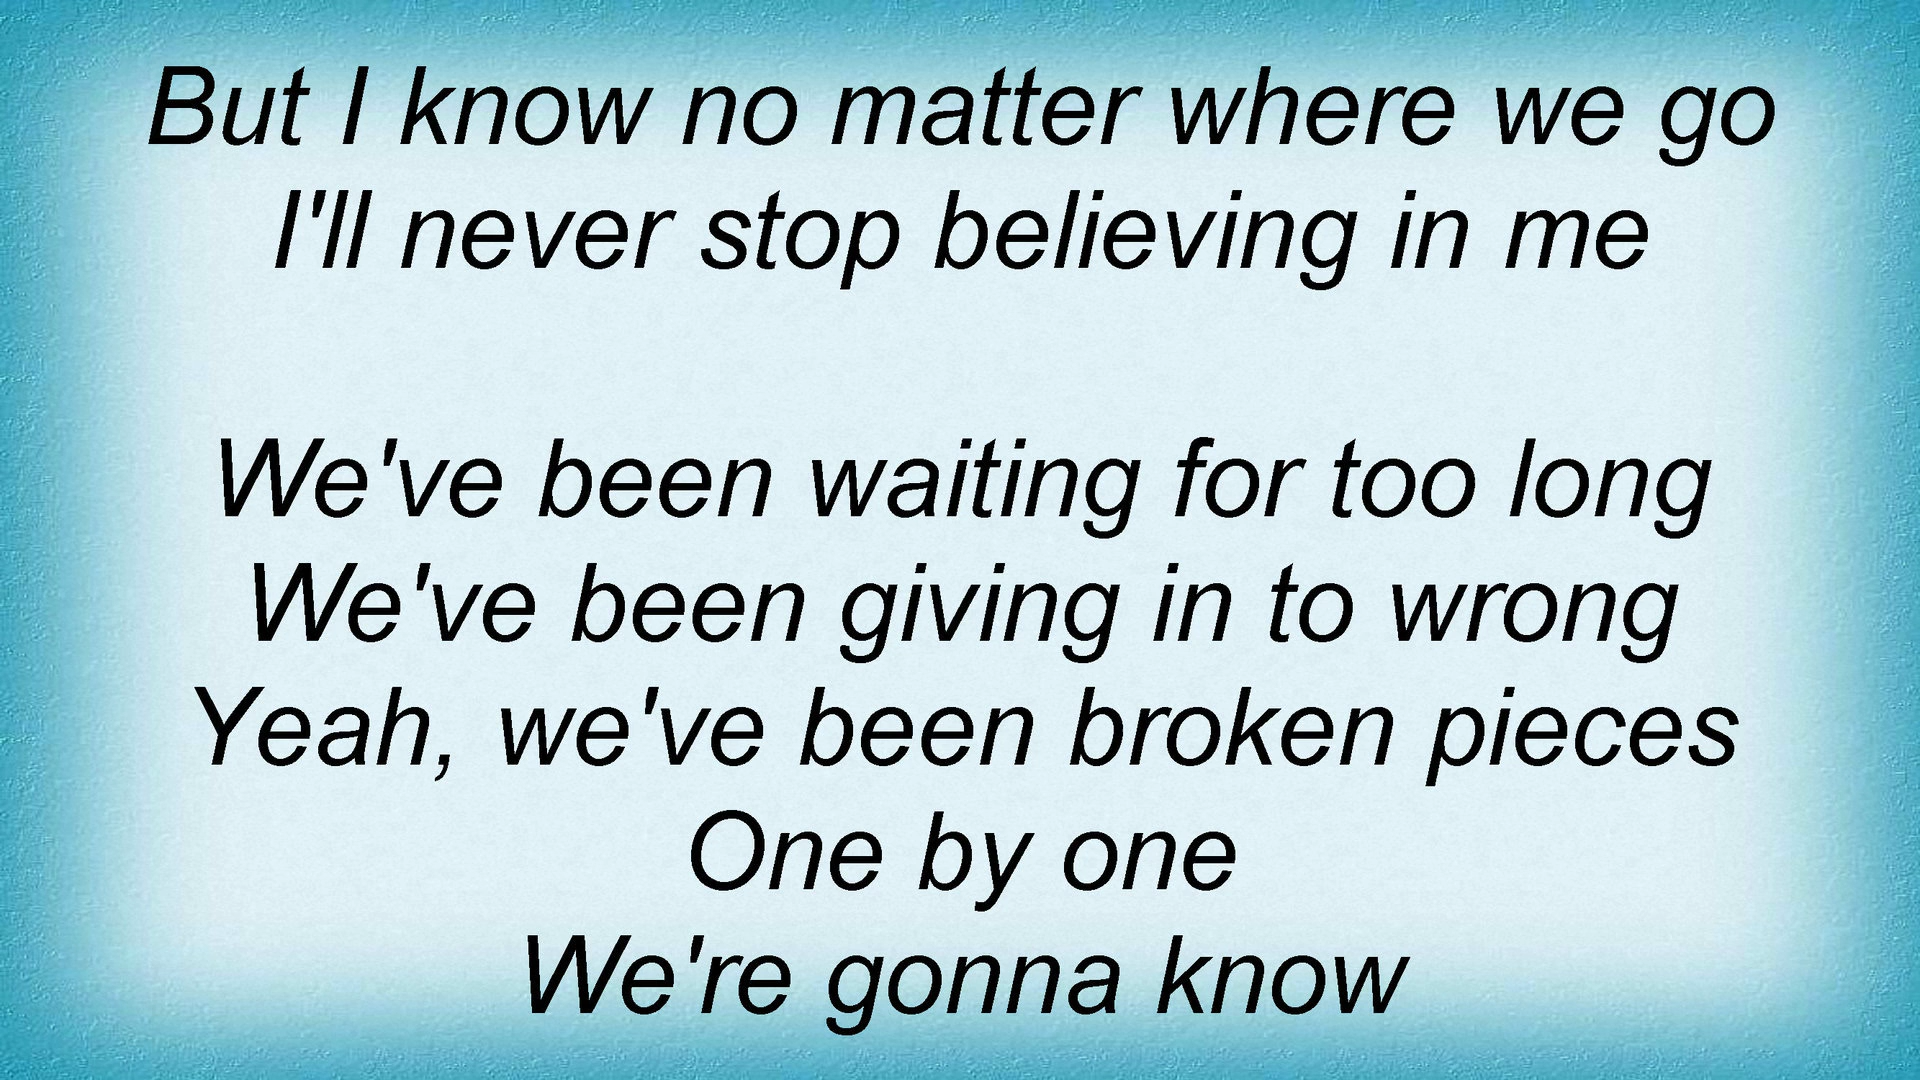 But I know no matter where we go
I'll never stop believing in me
We've been waiting for too long
We've been giving in to wrong
Yeah, we've been broken pieces
One by one
We're gonna know